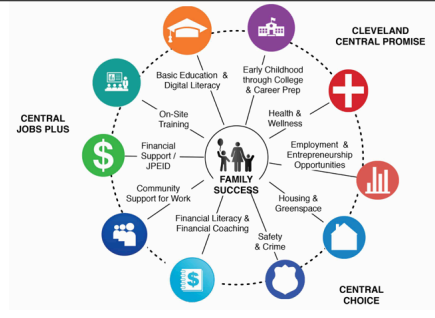 CLEVELAND
CENTRAL PROMISE
Basic Education &
Digital Literacy
Early Childhood
through College
& Career Prep
On-Site
Training
Health &
Wellness
CENTRAL
JOBS PLUS
$
Financial
Support /
JPEID
Employment &
Entrepreneurship
Opportunities
FAMILY
SUCCESS
Community
Support for Work
Housing &
Greenspace
Financial Literacy &
Financial Coaching
Safety
& Crime
$
CENTRAL
CHOICE